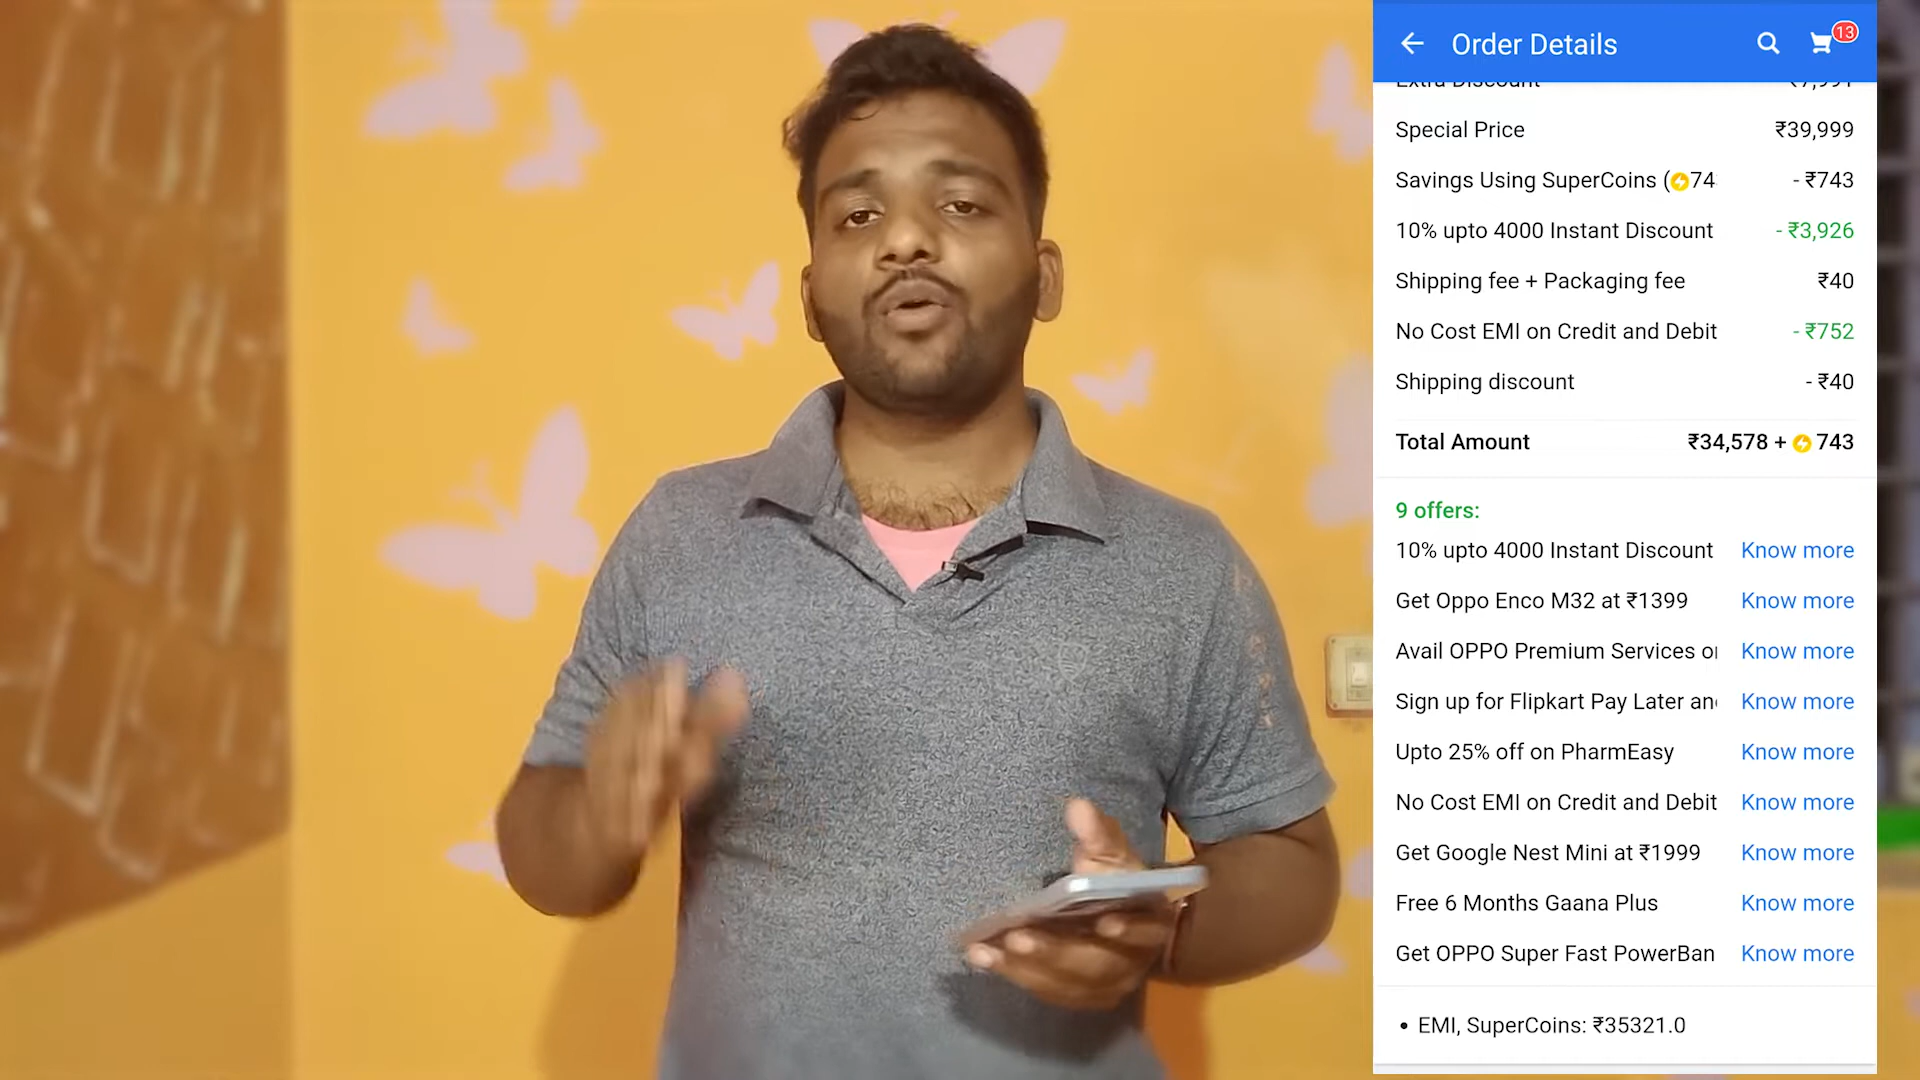 Order Details
13
Extra Discount ₹7,991
Special Price ₹39,999
Savings Using SuperCoins (74 - ₹743
10% upto 4000 Instant Discount - ₹3,926
Shipping fee + Packaging fee ₹40
No Cost EMI on Credit and Debit - ₹752
Shipping discount - ₹40
Total Amount ₹34,578 + 743
9 offers:
10% upto 4000 Instant Discount Know more
Get Oppo Enco M32 at ₹1399 Know more
Avail OPPO Premium Services Know more
Sign up for Flipkart Pay Later Know more
Upto 25% off on PharmEasy Know more
No Cost EMI on Credit and Debit Know more
Get Google Nest Mini at ₹1999 Know more
Free 6 Months Gaana Plus Know more
Get OPPO Super Fast PowerBan Know more
• EMI, SuperCoins: ₹35321.0